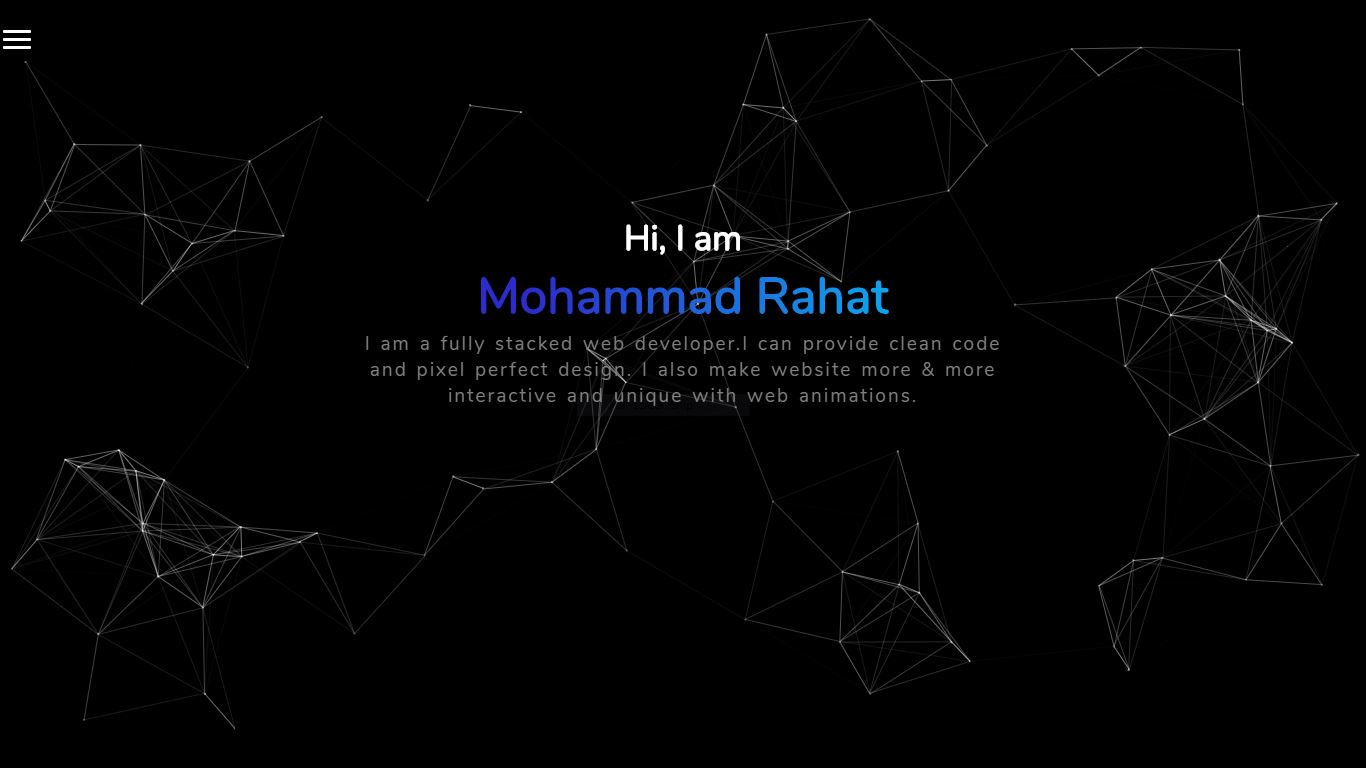 Hi, I am
Mohammad Rahat
I am a fully stacked web developer.I can provide clean code
and pixel perfect design. I also make website more & more
interactive and unique with web animations.